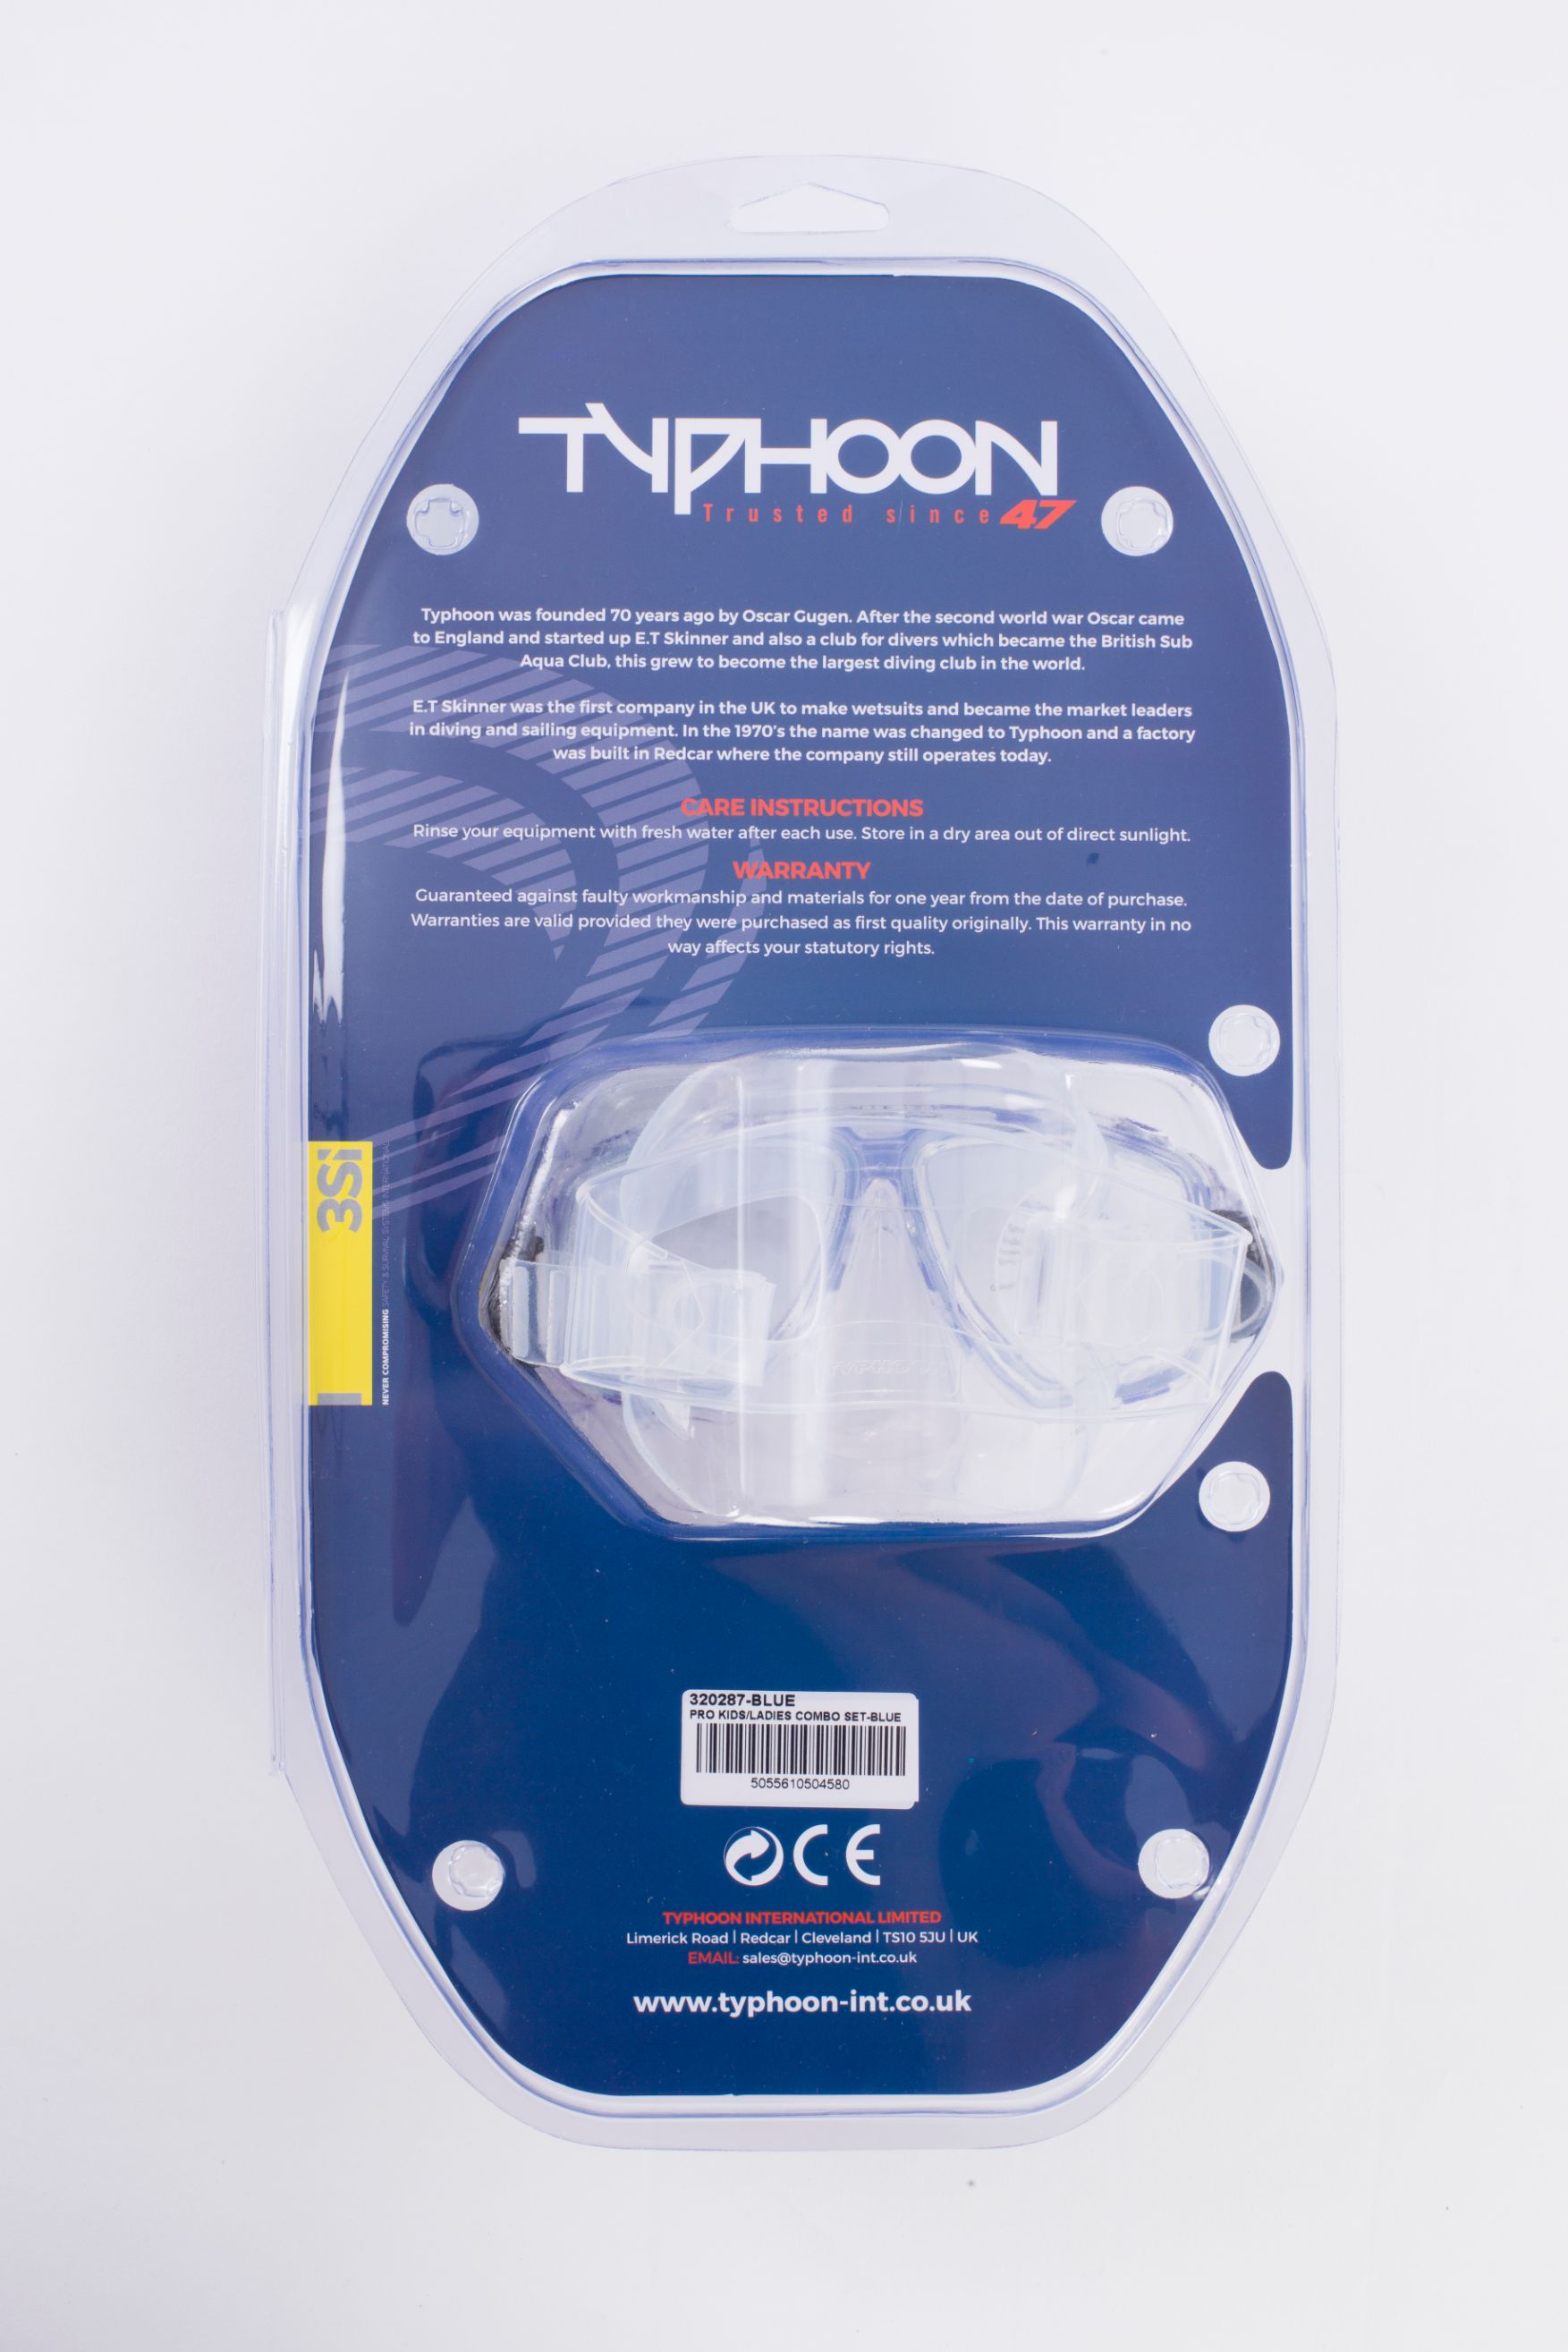 TYPHOON
Trusted since 47
Typhoon was founded 70 years ago by Oscar Gugen. After the second world war Oscar came
to England and started up E.T Skinner and also a club for divers which became the British Sub
Aqua Club, this grew to become the largest diving club in the world.
E.T Skinner was the first company in the UK to make wetsuits and became the market leaders
in diving and sailing equipment. In the 1970's the name was changed to Typhoon and a factory
was built in Redcar where the company still operates today.
CARE INSTRUCTIONS
Rinse your equipment with fresh water after each use. Store in a dry area out of direct sunlight.
WARRANTY
Guaranteed against faulty workmanship and materials for one year from the date of purchase.
Warranties are valid provided they were purchased as first quality originally. This warranty in no
way affects your statutory rights.
3Si
NEVER COMPROMISING SAFETY & SURVIVAL SYSTEMS INTERNATIONAL
TYPHOON
320287-BLUE
PRO KIDS/LADIES COMBO SET-BLUE
5055610504580
CE
TYPHOON INTERNATIONAL LIMITED
Limerick Road | Redcar | Cleveland | TS10 5JU | UK
EMAIL: sales@typhoon-int.co.uk
www.typhoon-int.co.uk